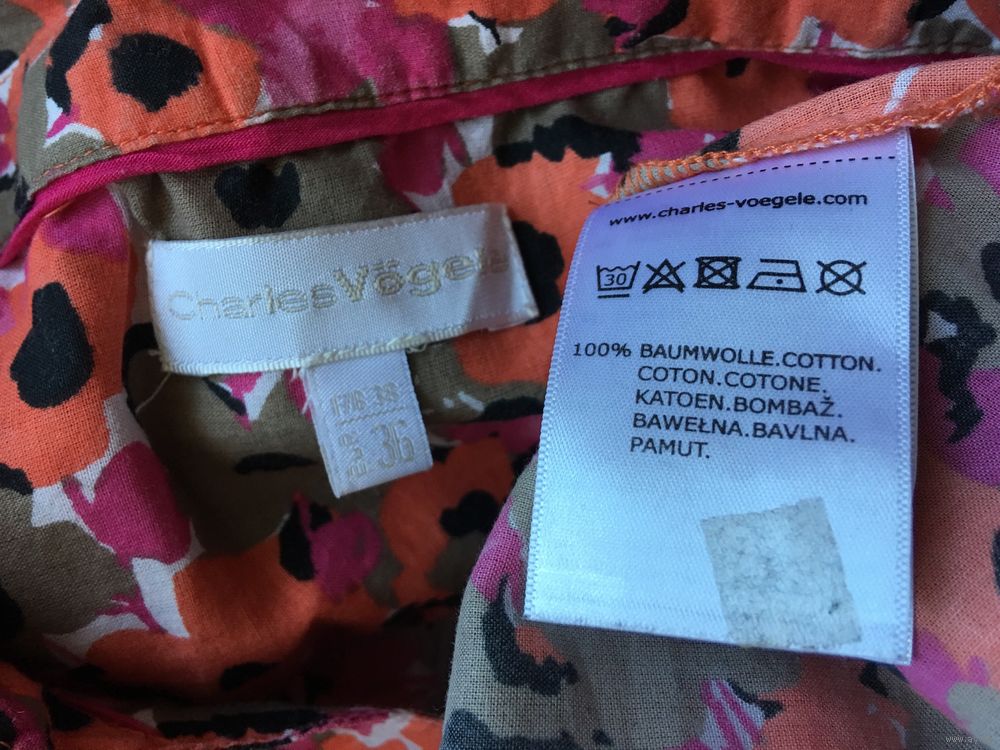 Charles Vögele
F/B 38
EUR 36
www.charles-voegele.com
30
100% BAUMWOLLE.COTTON.
COTON.COTONE.
KATOEN.BOMBAŽ.
BAWEŁNA.BAVLNA.
PAMUT.